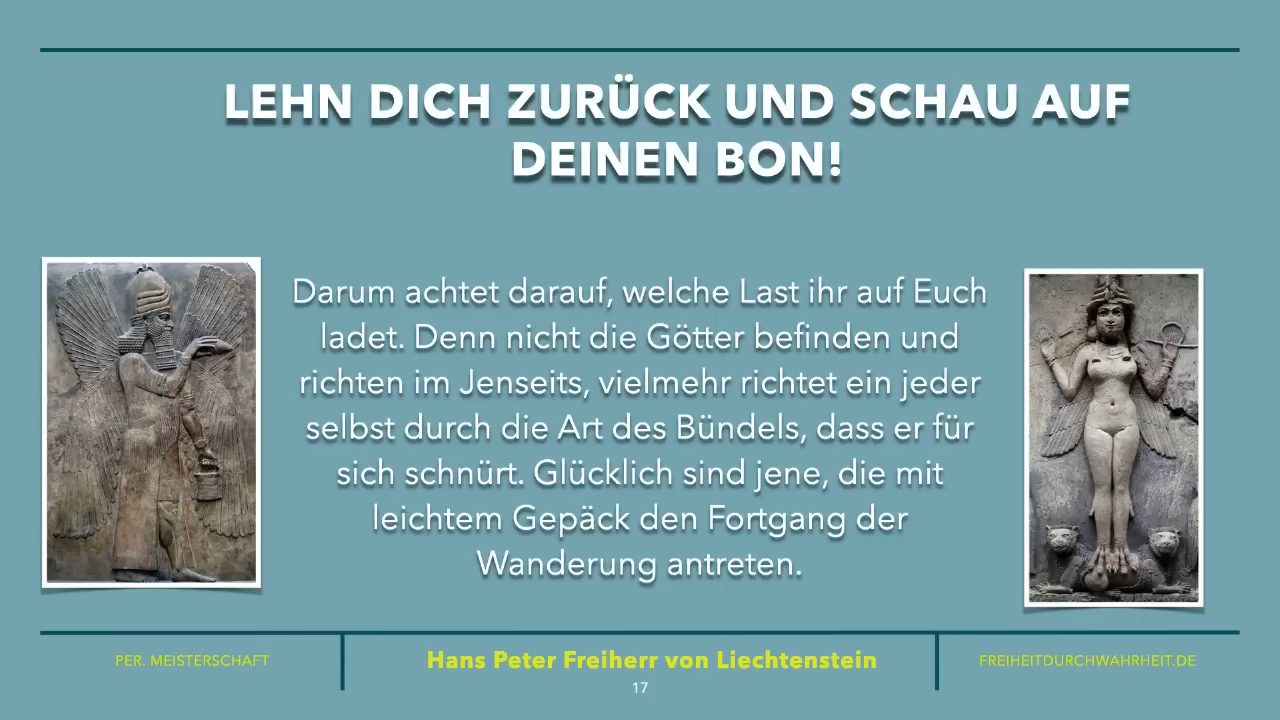 LEHN DICH ZURÜCK UND SCHAU AUF
DEINEN BON!
Darum achtet darauf, welche Last ihr auf Euch
ladet. Denn nicht die Götter befinden und
richten im Jenseits, vielmehr richtet ein jeder
selbst durch die Art des Bündels, dass er für
sich schnürt. Glücklich sind jene, die mit
leichtem Gepäck den Fortgang der
Wanderung antreten.
PER. MEISTERSCHAFT
Hans Peter Freiherr von Liechtenstein
FREIHEITDURCHWAHRHEIT.DE
17